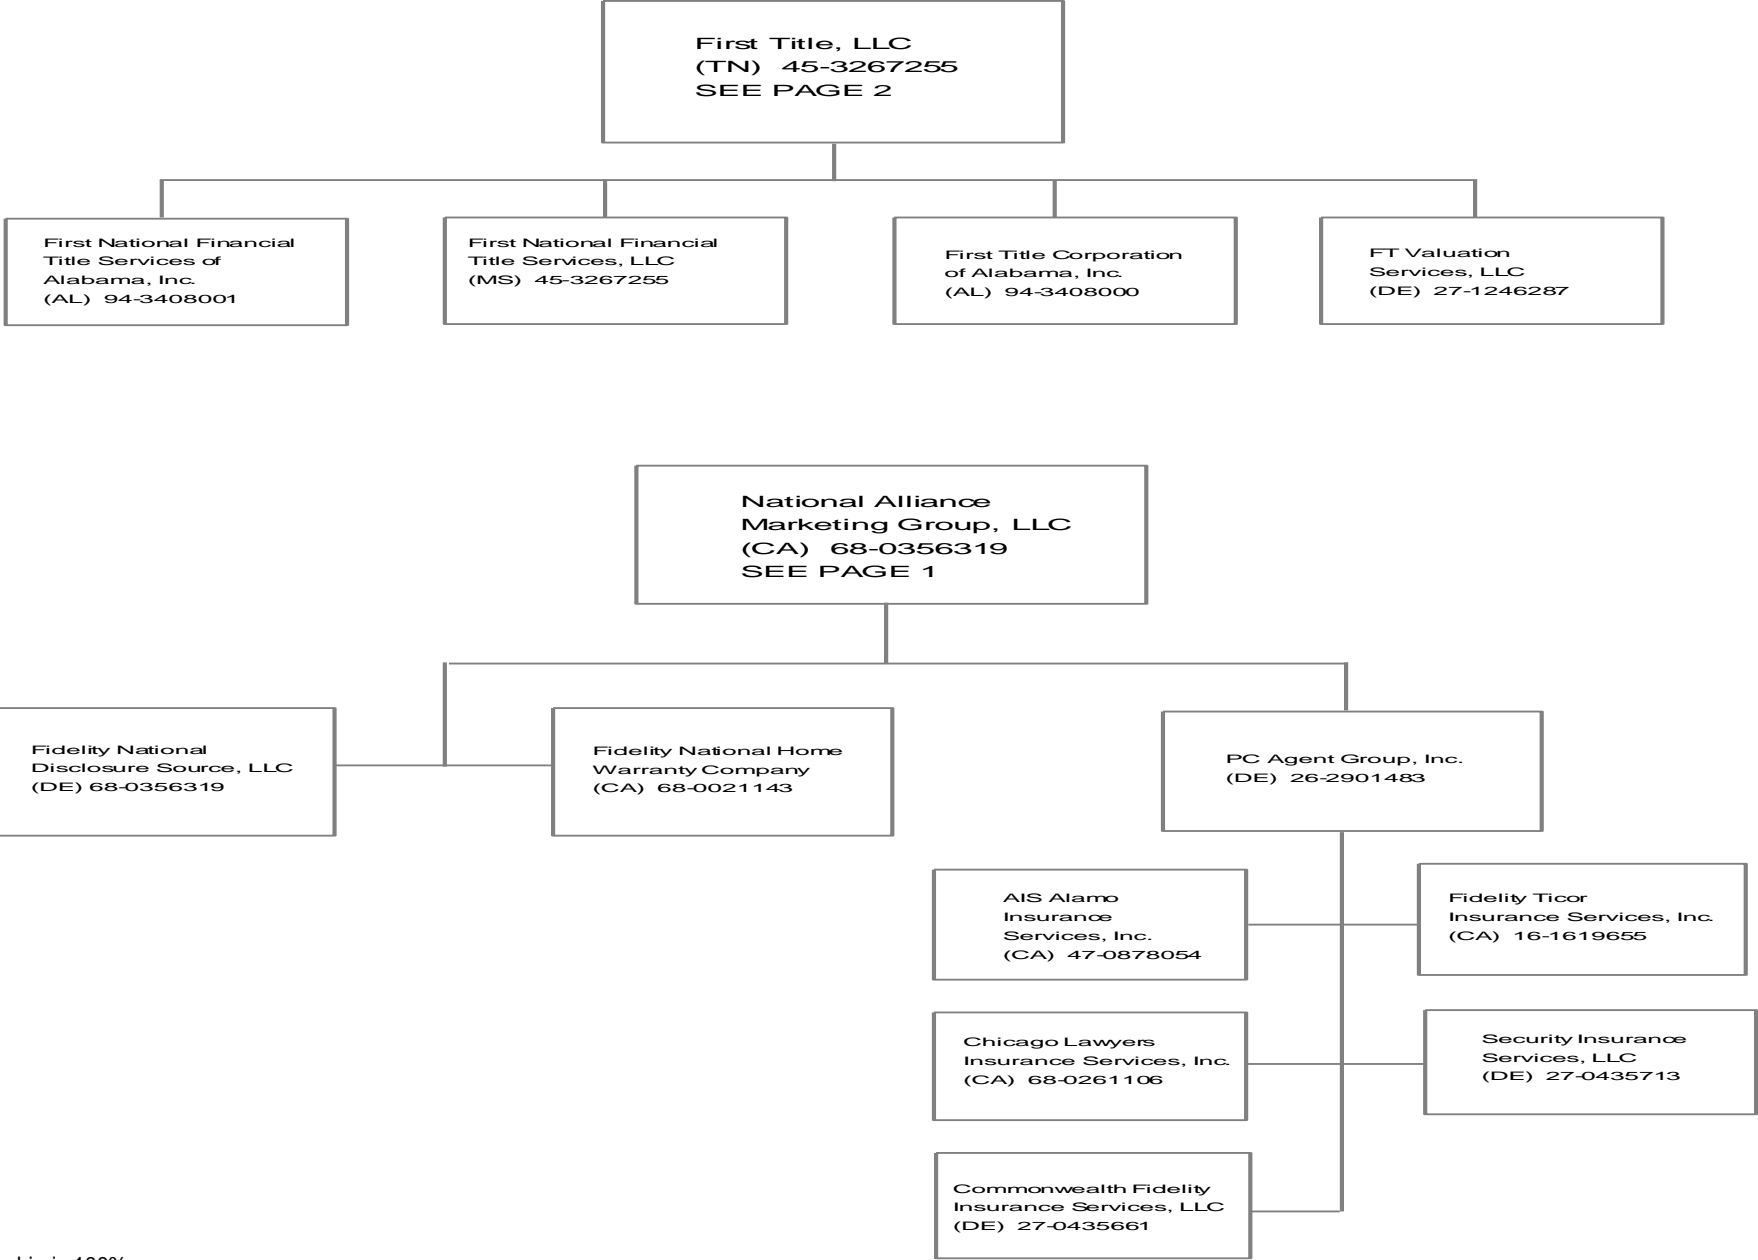 First Title, LLC
(TN) 45-3267255
SEE PAGE 2
First National Financial
Title Services of
Alabama, Inc.
(AL) 94-3408001
First National Financial
Title Services, LLC
(MS) 45-3267255
First Title Corporation
of Alabama, Inc.
(AL) 94-3408000
FT Valuation
Services, LLC
(DE) 27-1246287
National Alliance
Marketing Group, LLC
(CA) 68-0356319
SEE PAGE 1
Fidelity National
Disclosure Source, LLC
(DE) 68-0356319
Fidelity National Home
Warranty Company
(CA) 68-0021143
PC Agent Group, Inc.
(DE) 26-2901483
AIS Alamo
Insurance
Services, Inc.
(CA) 47-0878054
Fidelity Ticor
Insurance Services, Inc.
(CA) 16-1619655
Chicago Lawyers
Insurance Services, Inc.
(CA) 68-0261106
Security Insurance
Services, LLC
(DE) 27-0435713
Commonwealth Fidelity
Insurance Services, LLC
(DE) 27-0435661